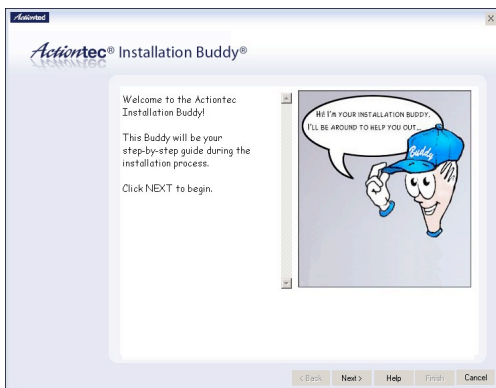 Actiontec
Actiontec® Installation Buddy®
Welcome to the Actiontec
Installation Buddy!
This Buddy will be your
step-by-step guide during the
installation process.
Click NEXT to begin.
HI! I'M YOUR INSTALLATION BUDDY,
I'LL BE AROUND TO HELP YOU OUT...
Buddy
< Back
Next >
Help
Finish
Cancel